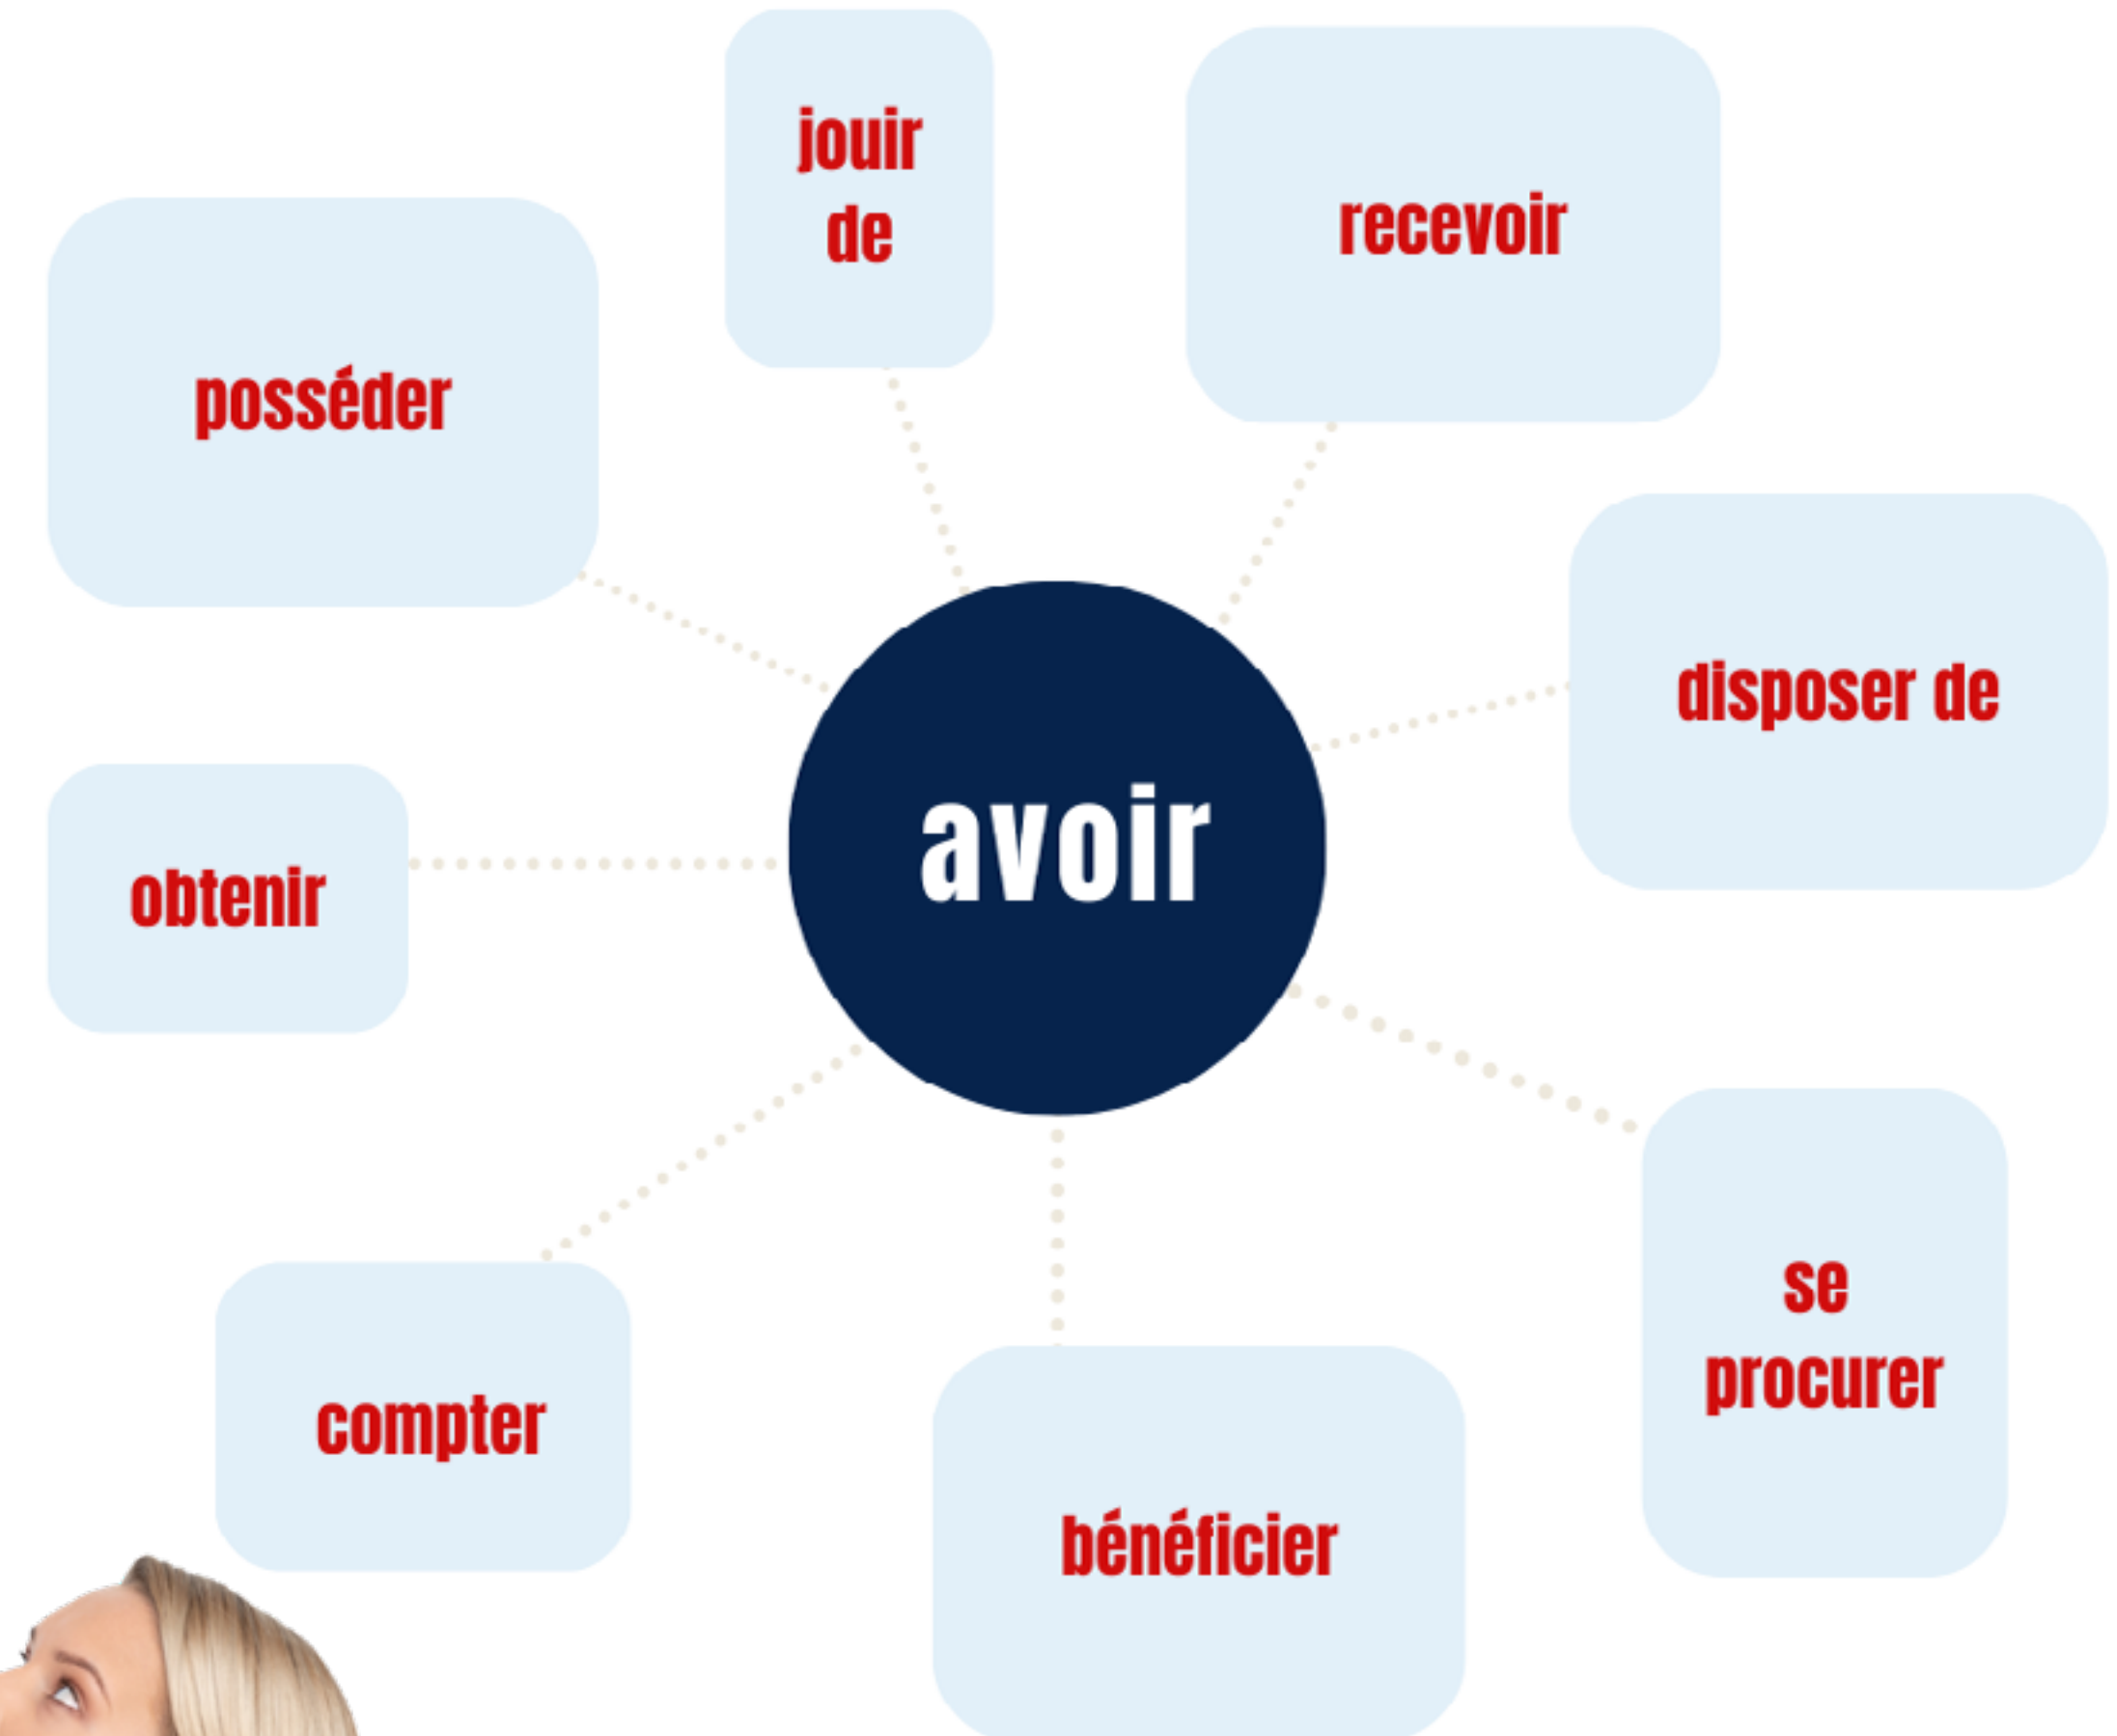 jouir
de
recevoir
posséder
disposer de
avoir
obtenir
se
procurer
compter
bénéficier